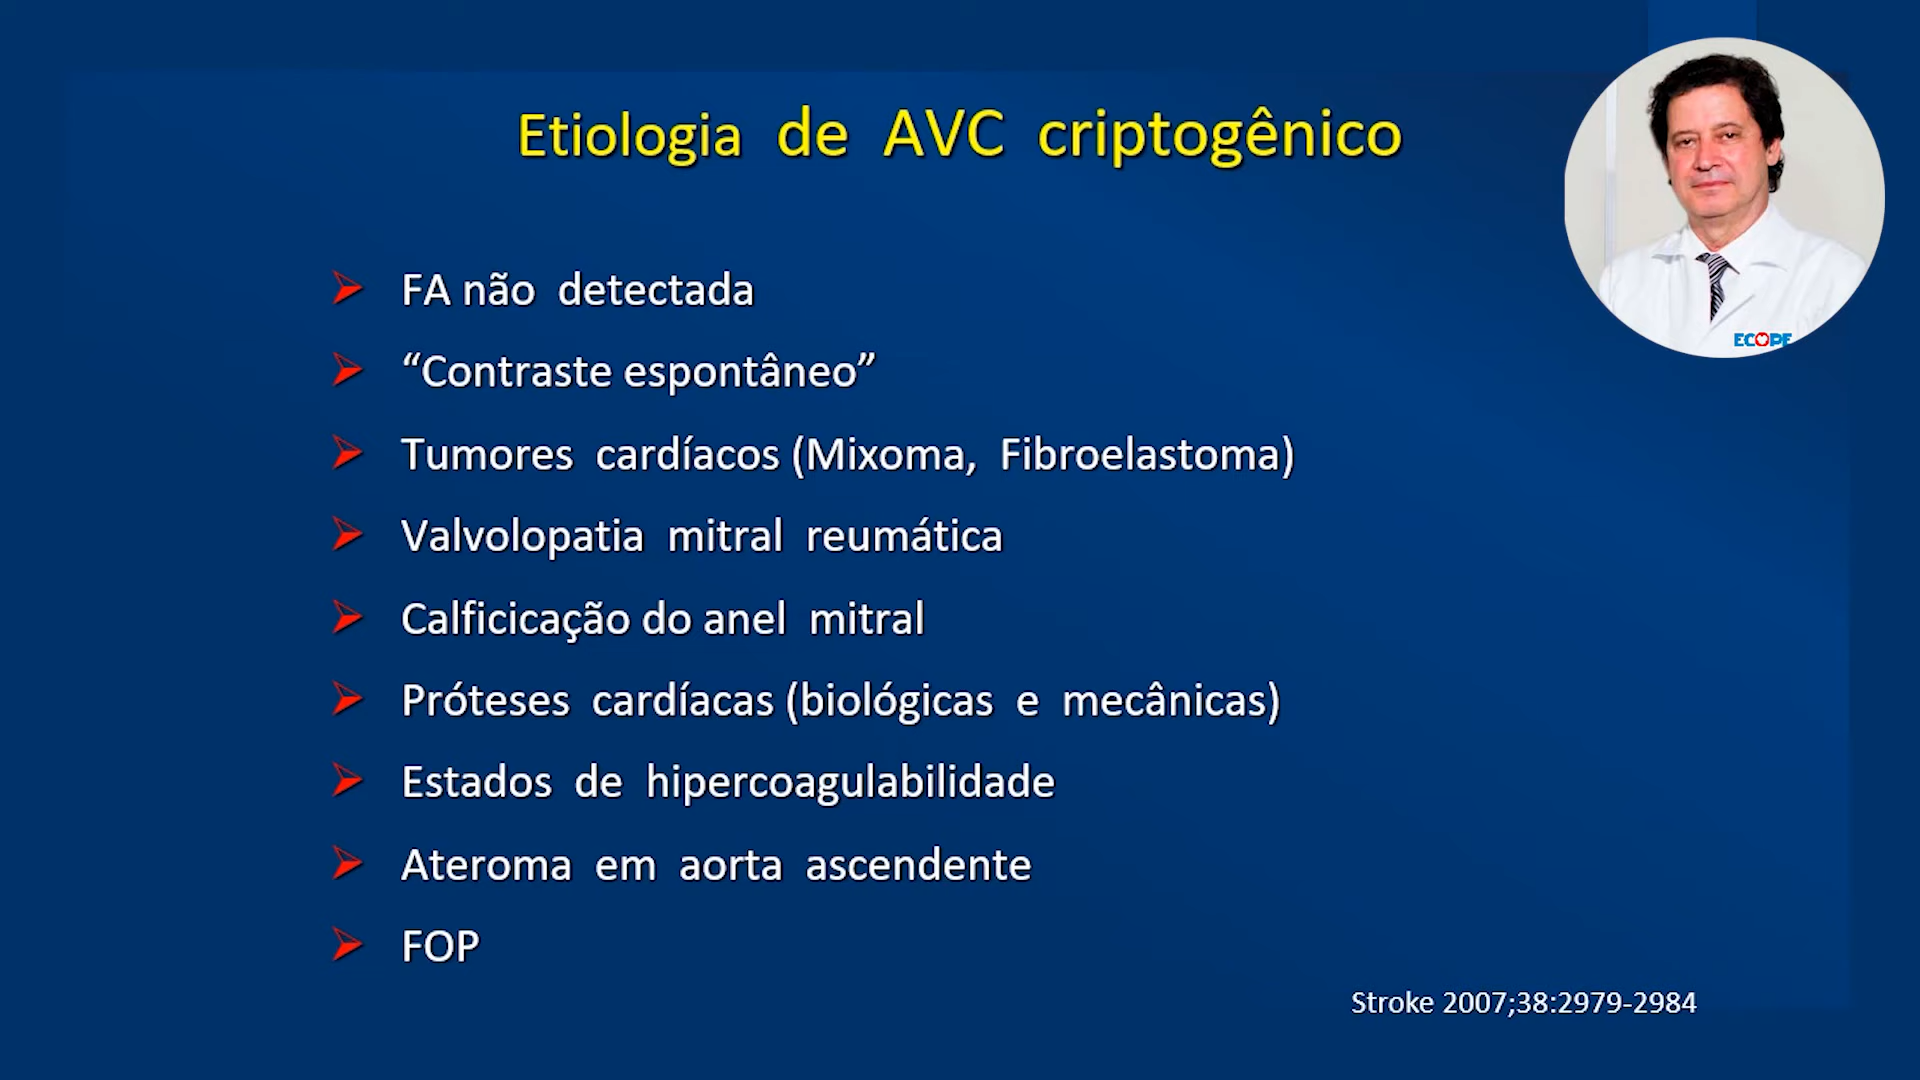 Etiologia de AVC criptogênico
ECOPE
FA não detectada
“Contraste espontâneo”
Tumores cardíacos (Mixoma, Fibroelastoma)
Valvolopatia mitral reumática
Calficicação do anel mitral
Próteses cardíacas (biológicas e mecânicas)
Estados de hipercoagulabilidade
Ateroma em aorta ascendente
FOP
Stroke 2007;38:2979-2984